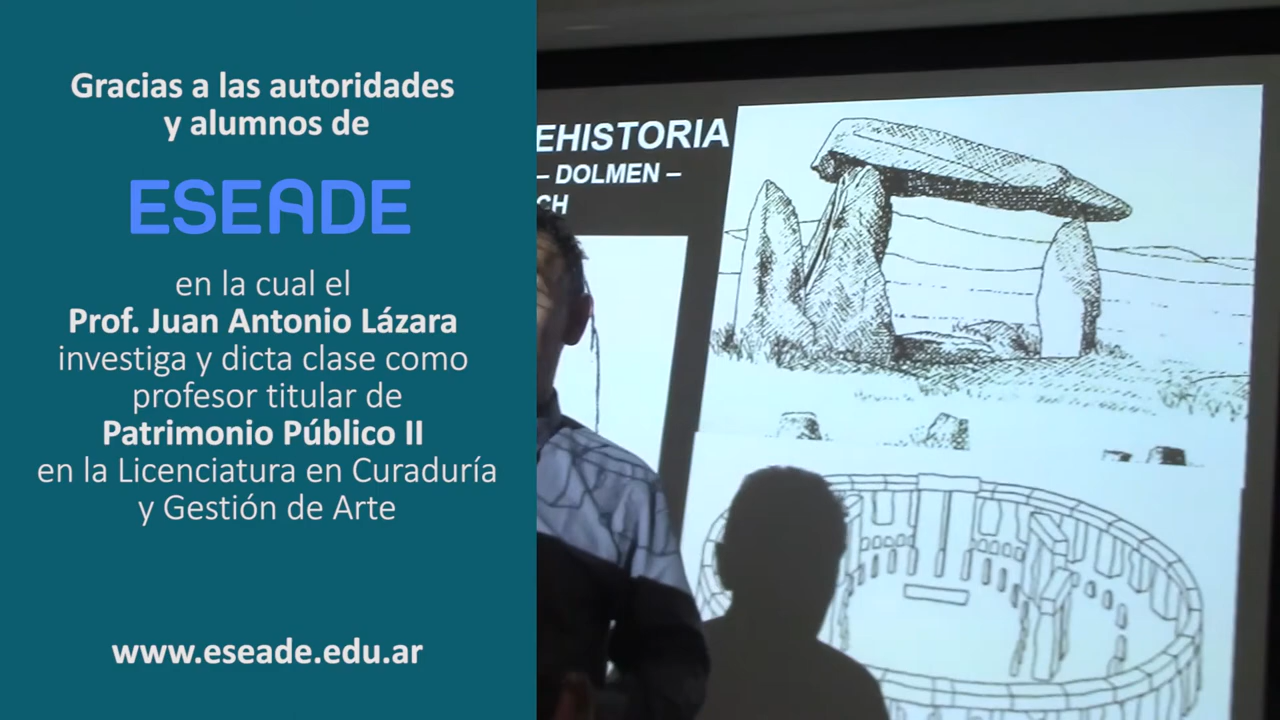 Gracias a las autoridades
y alumnos de
ESEADE
en la cual el
Prof. Juan Antonio Lázara
investiga y dicta clase como
profesor titular de
Patrimonio Público II
en la Licenciatura en Curaduría
y Gestión de Arte
www.eseade.edu.ar
EHISTORIA
– DOLMEN –
CH